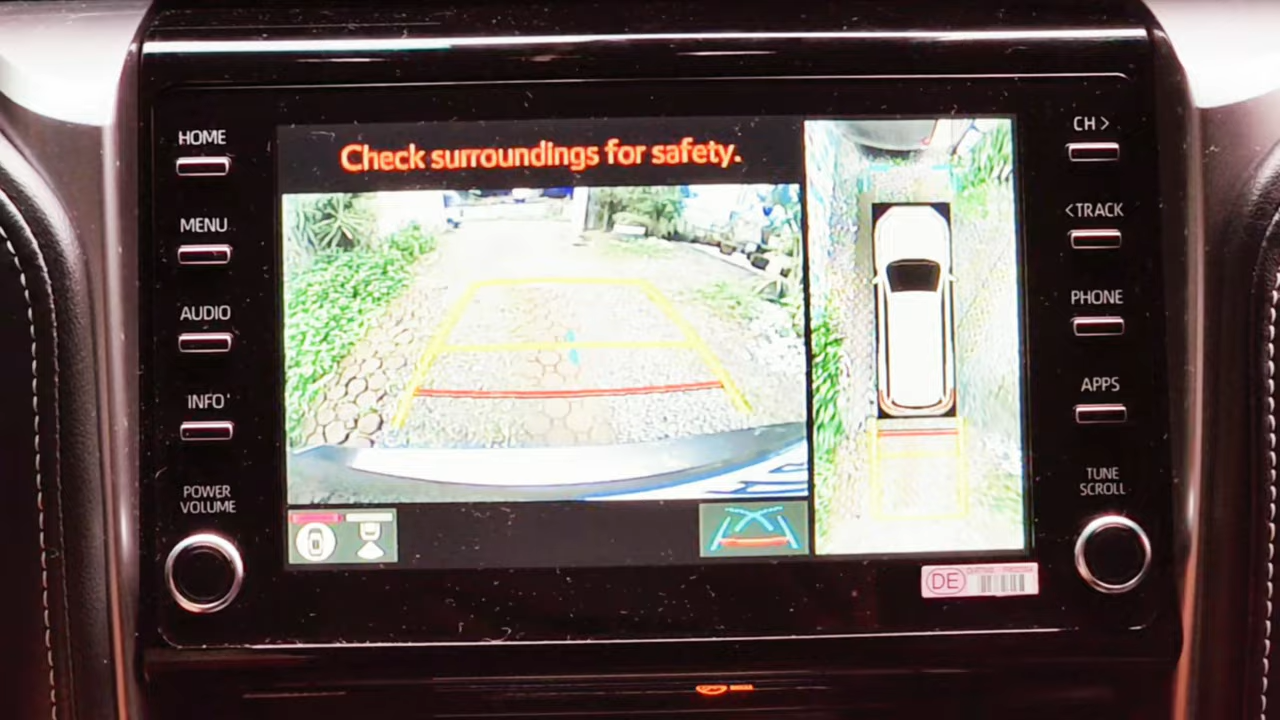 HOME
MENU
AUDIO
INFO
POWER
VOLUME
Check surroundings for safety.
CH >
<TRACK
PHONE
APPS
TUNE
SCROLL
DE